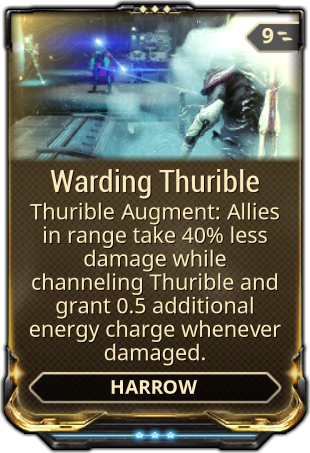 9
Warding Thurible
Thurible Augment: Allies
in range take 40% less
damage while
channeling Thurible and
grant 0.5 additional
energy charge whenever
damaged.
HARROW